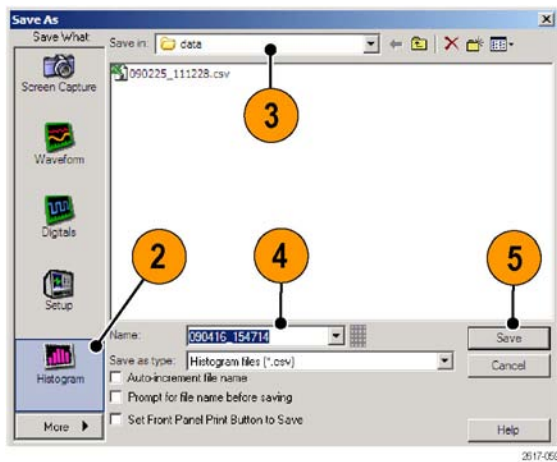 Save As
Save What:
Save in: data
Screen Capture
090225_111228.csv
3
Waveform
Digitals
2
4
5
Setup
Name: 090416_154714
Save
Histogram
Save as type: Histogram files (*.csv)
Cancel
Auto-increment file name
Prompt for file name before saving
Set Front Panel Print Button to Save
More
Help